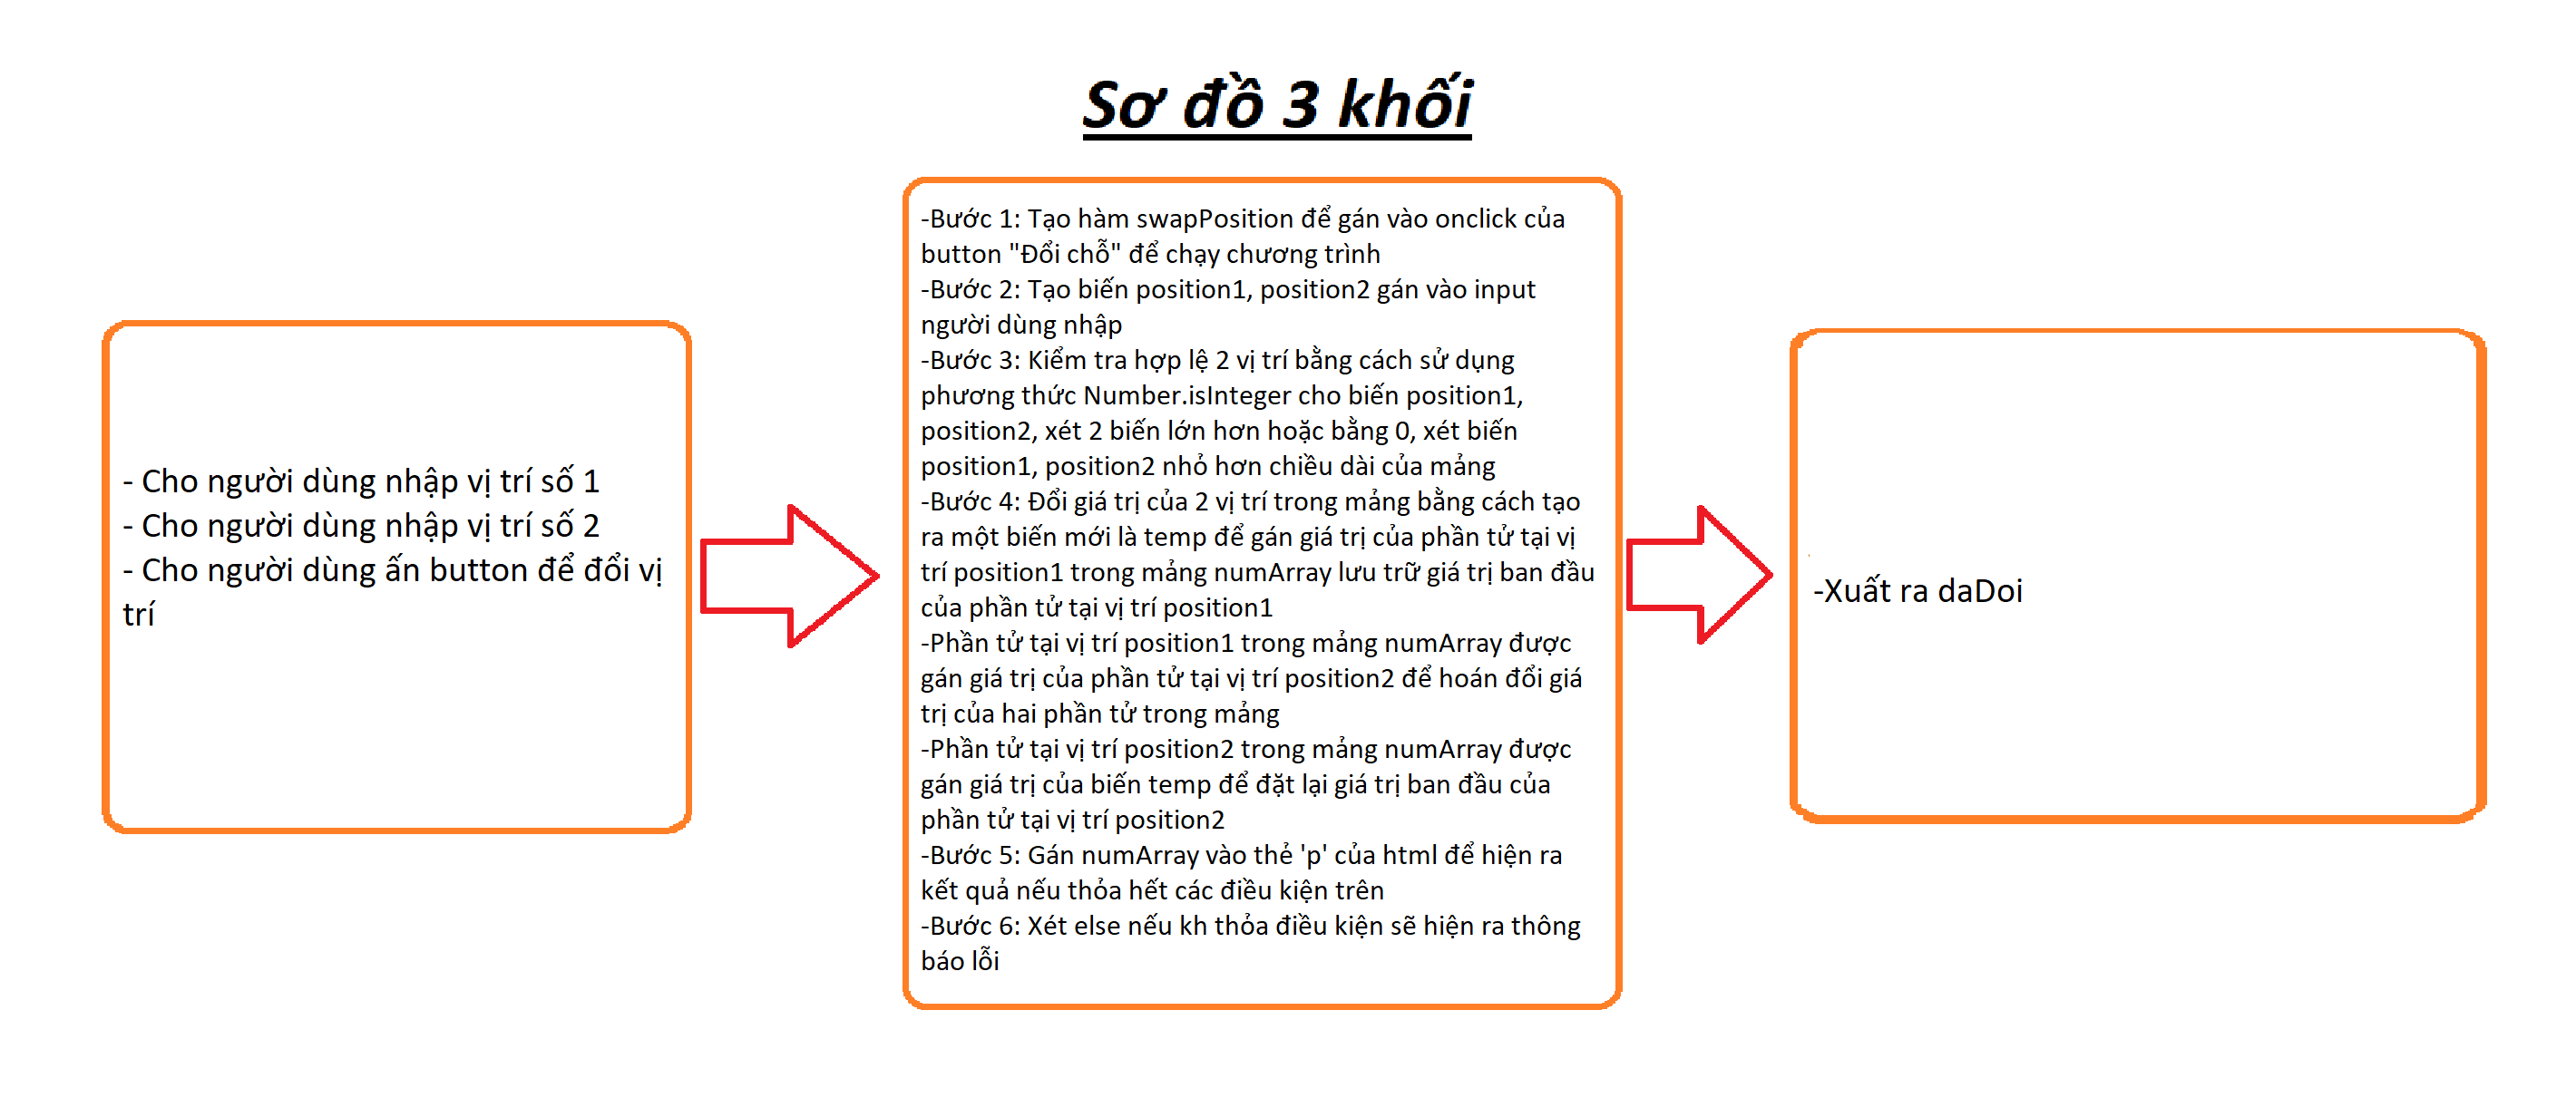 Sơ đồ 3 khối
- Cho người dùng nhập vị trí số 1
- Cho người dùng nhập vị trí số 2
- Cho người dùng ấn button để đổi vị
trí
-Bước 1: Tạo hàm swapPosition để gán vào onclick của
button "Đổi chỗ" để chạy chương trình
-Bước 2: Tạo biến position1, position2 gán vào input
người dùng nhập
-Bước 3: Kiểm tra hợp lệ 2 vị trí bằng cách sử dụng
phương thức Number.isInteger cho biến position1,
position2, xét 2 biến lớn hơn hoặc bằng 0, xét biến
position1, position2 nhỏ hơn chiều dài của mảng
-Bước 4: Đổi giá trị của 2 vị trí trong mảng bằng cách tạo
ra một biến mới là temp để gán giá trị của phần tử tại vị
trí position1 trong mảng numArray lưu trữ giá trị ban đầu
của phần tử tại vị trí position1
-Phần tử tại vị trí position1 trong mảng numArray được
gán giá trị của phần tử tại vị trí position2 để hoán đổi giá
trị của hai phần tử trong mảng
-Phần tử tại vị trí position2 trong mảng numArray được
gán giá trị của biến temp để đặt lại giá trị ban đầu của
phần tử tại vị trí position2
-Bước 5: Gán numArray vào thẻ 'p' của html để hiện ra
kết quả nếu thỏa hết các điều kiện trên
-Bước 6: Xét else nếu kh thỏa điều kiện sẽ hiện ra thông
báo lỗi
-Xuất ra daDoi